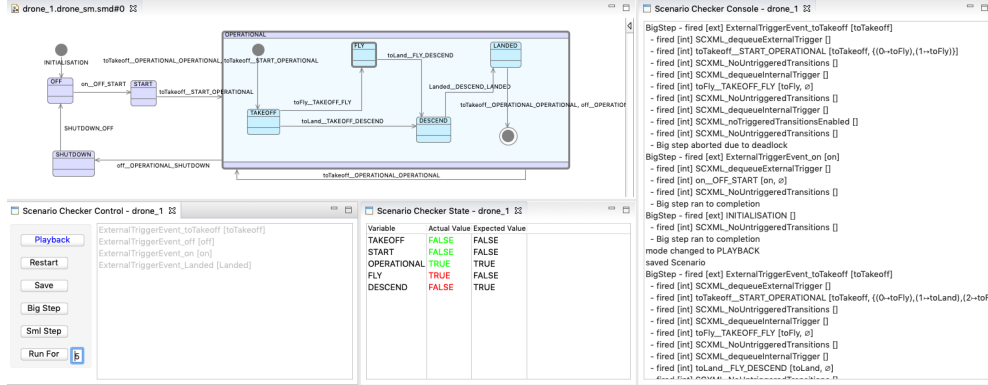 drone_1.drone_sm.smd#0
OPERATIONAL
INITIALISATION
toTakeoff__OPERATIONAL_OPERATIONAL, toTakeoff__START_OPERATIONAL
FLY
toLand__FLY_DESCEND
LANDED
OFF
on__OFF_START
START
toTakeoff__START_OPERATIONAL
toFly__TAKEOFF_FLY
Landed__DESCEND_LANDED
toTakeoff__OPERATIONAL_OPERATIONAL, off__OPERATION
TAKEOFF
toLand__TAKEOFF_DESCEND
DESCEND
SHUTDOWN_OFF
SHUTDOWN
off__OPERATIONAL_SHUTDOWN
toTakeoff__OPERATIONAL_OPERATIONAL
Scenario Checker Control - drone_1
Playback
Restart
Save
Big Step
Sml Step
Run For
5
ExternalTriggerEvent_toTakeoff [toTakeoff]
ExternalTriggerEvent_off [off]
ExternalTriggerEvent_on [on]
ExternalTriggerEvent_Landed [Landed]
Scenario Checker State - drone_1
Variable Actual Value Expected Value
TAKEOFF FALSE FALSE
START FALSE FALSE
OPERATIONAL TRUE TRUE
FLY TRUE FALSE
DESCEND FALSE TRUE
Scenario Checker Console - drone_1
BigStep - fired [ext] ExternalTriggerEvent_toTakeoff [toTakeoff]
- fired [int] SCXML_dequeueExternalTrigger []
- fired [int] toTakeoff__START_OPERATIONAL [toTakeoff, {(0↦toFly),(1↦toFly)}]
- fired [int] SCXML_NoUntriggeredTransitions []
- fired [int] SCXML_dequeueInternalTrigger []
- fired [int] toFly__TAKEOFF_FLY [toFly, ∅]
- fired [int] SCXML_NoUntriggeredTransitions []
- fired [int] SCXML_dequeueInternalTrigger []
- fired [int] SCXML_noTriggeredTransitionsEnabled []
- fired [int] SCXML_NoUntriggeredTransitions []
- Big step aborted due to deadlock
BigStep - fired [ext] ExternalTriggerEvent_on [on]
- fired [int] SCXML_dequeueExternalTrigger []
- fired [int] on__OFF_START [on, ∅]
- fired [int] SCXML_NoUntriggeredTransitions []
- Big step ran to completion
BigStep - fired [ext] INITIALISATION []
- fired [int] SCXML_NoUntriggeredTransitions []
- Big step ran to completion
mode changed to PLAYBACK
saved Scenario
BigStep - fired [ext] ExternalTriggerEvent_toTakeoff [toTakeoff]
- fired [int] SCXML_dequeueExternalTrigger []
- fired [int] toTakeoff__START_OPERATIONAL [toTakeoff, {(0↦toFly),(1↦toLand),(2↦toF
- fired [int] SCXML_NoUntriggeredTransitions []
- fired [int] SCXML_dequeueInternalTrigger []
- fired [int] toFly__TAKEOFF_FLY [toFly, ∅]
- fired [int] SCXML_NoUntriggeredTransitions []
- fired [int] SCXML_dequeueInternalTrigger []
- fired [int] toLand__FLY_DESCEND [toLand, ∅]
- fired [int] SCXML_NoUntriggeredTransitions []